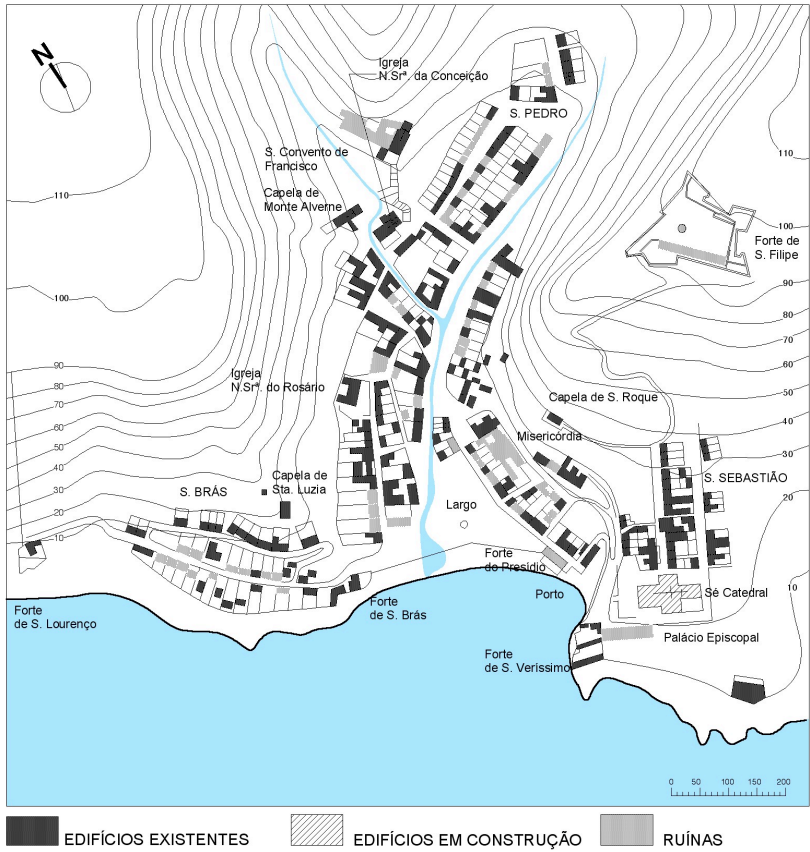 N
Igreja
N.Srª. da Conceição
S. PEDRO
S. Convento de
Francisco
Capela de
Monte Alverne
110
110
100
Forte de
S. Filipe
100
90
80
70
60
50
40
30
20
10
90
80
70
60
50
40
30
20
10
Igreja
N.Srª. do Rosário
Capela de S. Roque
Misericórdia
S. BRÁS
Capela de
Sta. Luzia
Largo
S. SEBASTIÃO
Forte
do Presídio
Porto
Sé Catedral
Forte
de S. Lourenço
Forte
de S. Brás
Palácio Episcopal
Forte
de S. Veríssimo
0 50 100 150 200
EDIFÍCIOS EXISTENTES
EDIFÍCIOS EM CONSTRUÇÃO
RUÍNAS